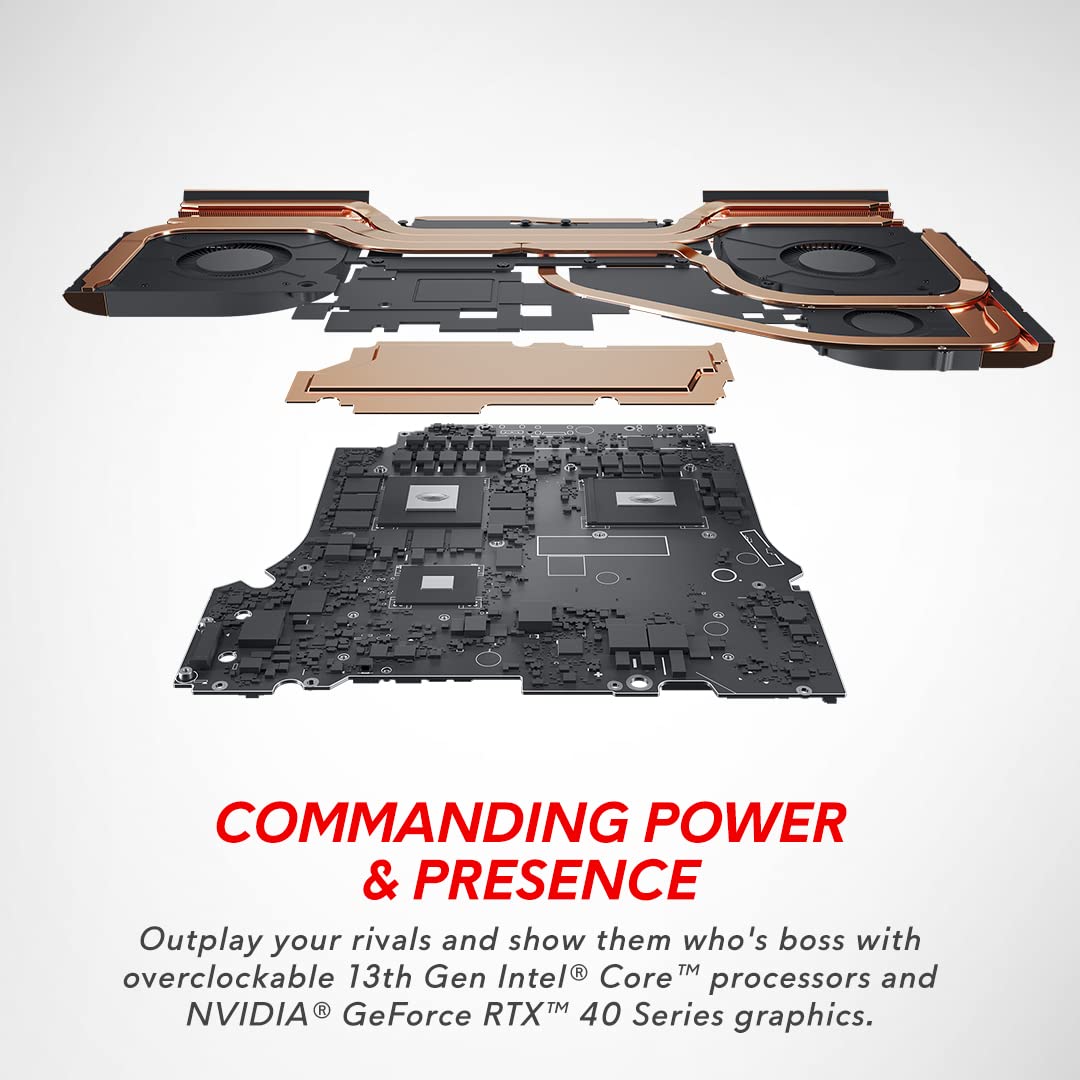 COMMANDING POWER
& PRESENCE
Outplay your rivals and show them who's boss with
overclockable 13th Gen Intel® Core™ processors and
NVIDIA® GeForce RTX™ 40 Series graphics.